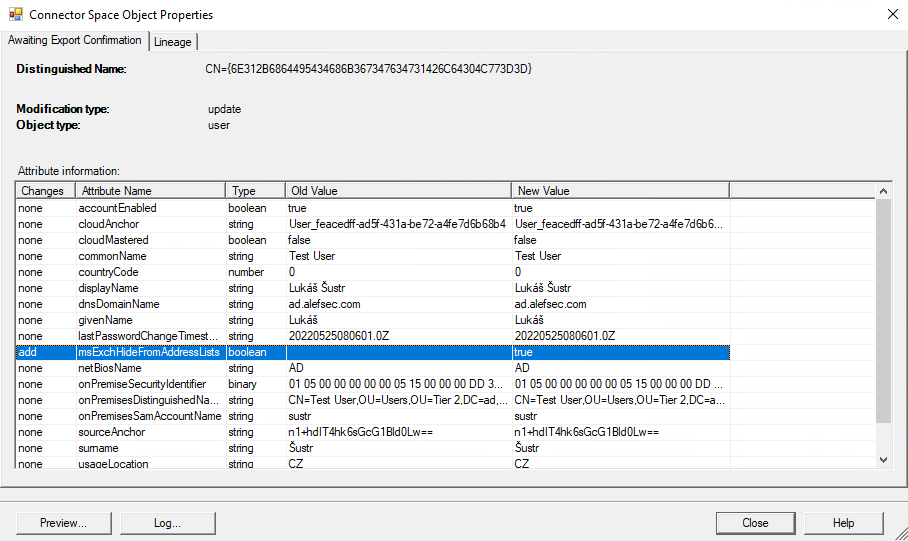 Connector Space Object Properties
Awaiting Export Confirmation Lineage
Distinguished Name: CN={6E312B6864495434686B367347634731426C64304C773D3D}
Modification type: update
Object type: user
Attribute information:
Changes Attribute Name Type Old Value New Value
none accountEnabled boolean true true
none cloudAnchor string User_feacedff-ad5f-431a-be72-a4fe7d6b68b4 User_feacedff-ad5f-431a-be72-a4fe7d6b6...
none cloudMastered boolean false false
none commonName string Test User Test User
none countryCode number 0 0
none displayName string Lukáš Šustr Lukáš Šustr
none dnsDomainName string ad.alefsec.com ad.alefsec.com
none givenName string Lukáš Lukáš
none lastPasswordChangeTimest... string 20220525080601.0Z 20220525080601.0Z
add msExchHideFromAddressLists boolean true
none netBiosName string AD AD
none onPremiseSecurityIdentifier binary 01 05 00 00 00 00 00 05 15 00 00 00 DD 3... 01 05 00 00 00 00 00 05 15 00 00 00 DD ...
none onPremisesDistinguishedNa... string CN=Test User,OU=Users,OU=Tier 2,DC=ad,... CN=Test User,OU=Users,OU=Tier 2,DC=a...
none onPremisesSamAccountName string sustr sustr
none sourceAnchor string n1+hdIT4hk6sGcG1Bld0Lw== n1+hdIT4hk6sGcG1Bld0Lw==
none surname string Šustr Šustr
none usageLocation string CZ CZ
Preview... Log... Close Help